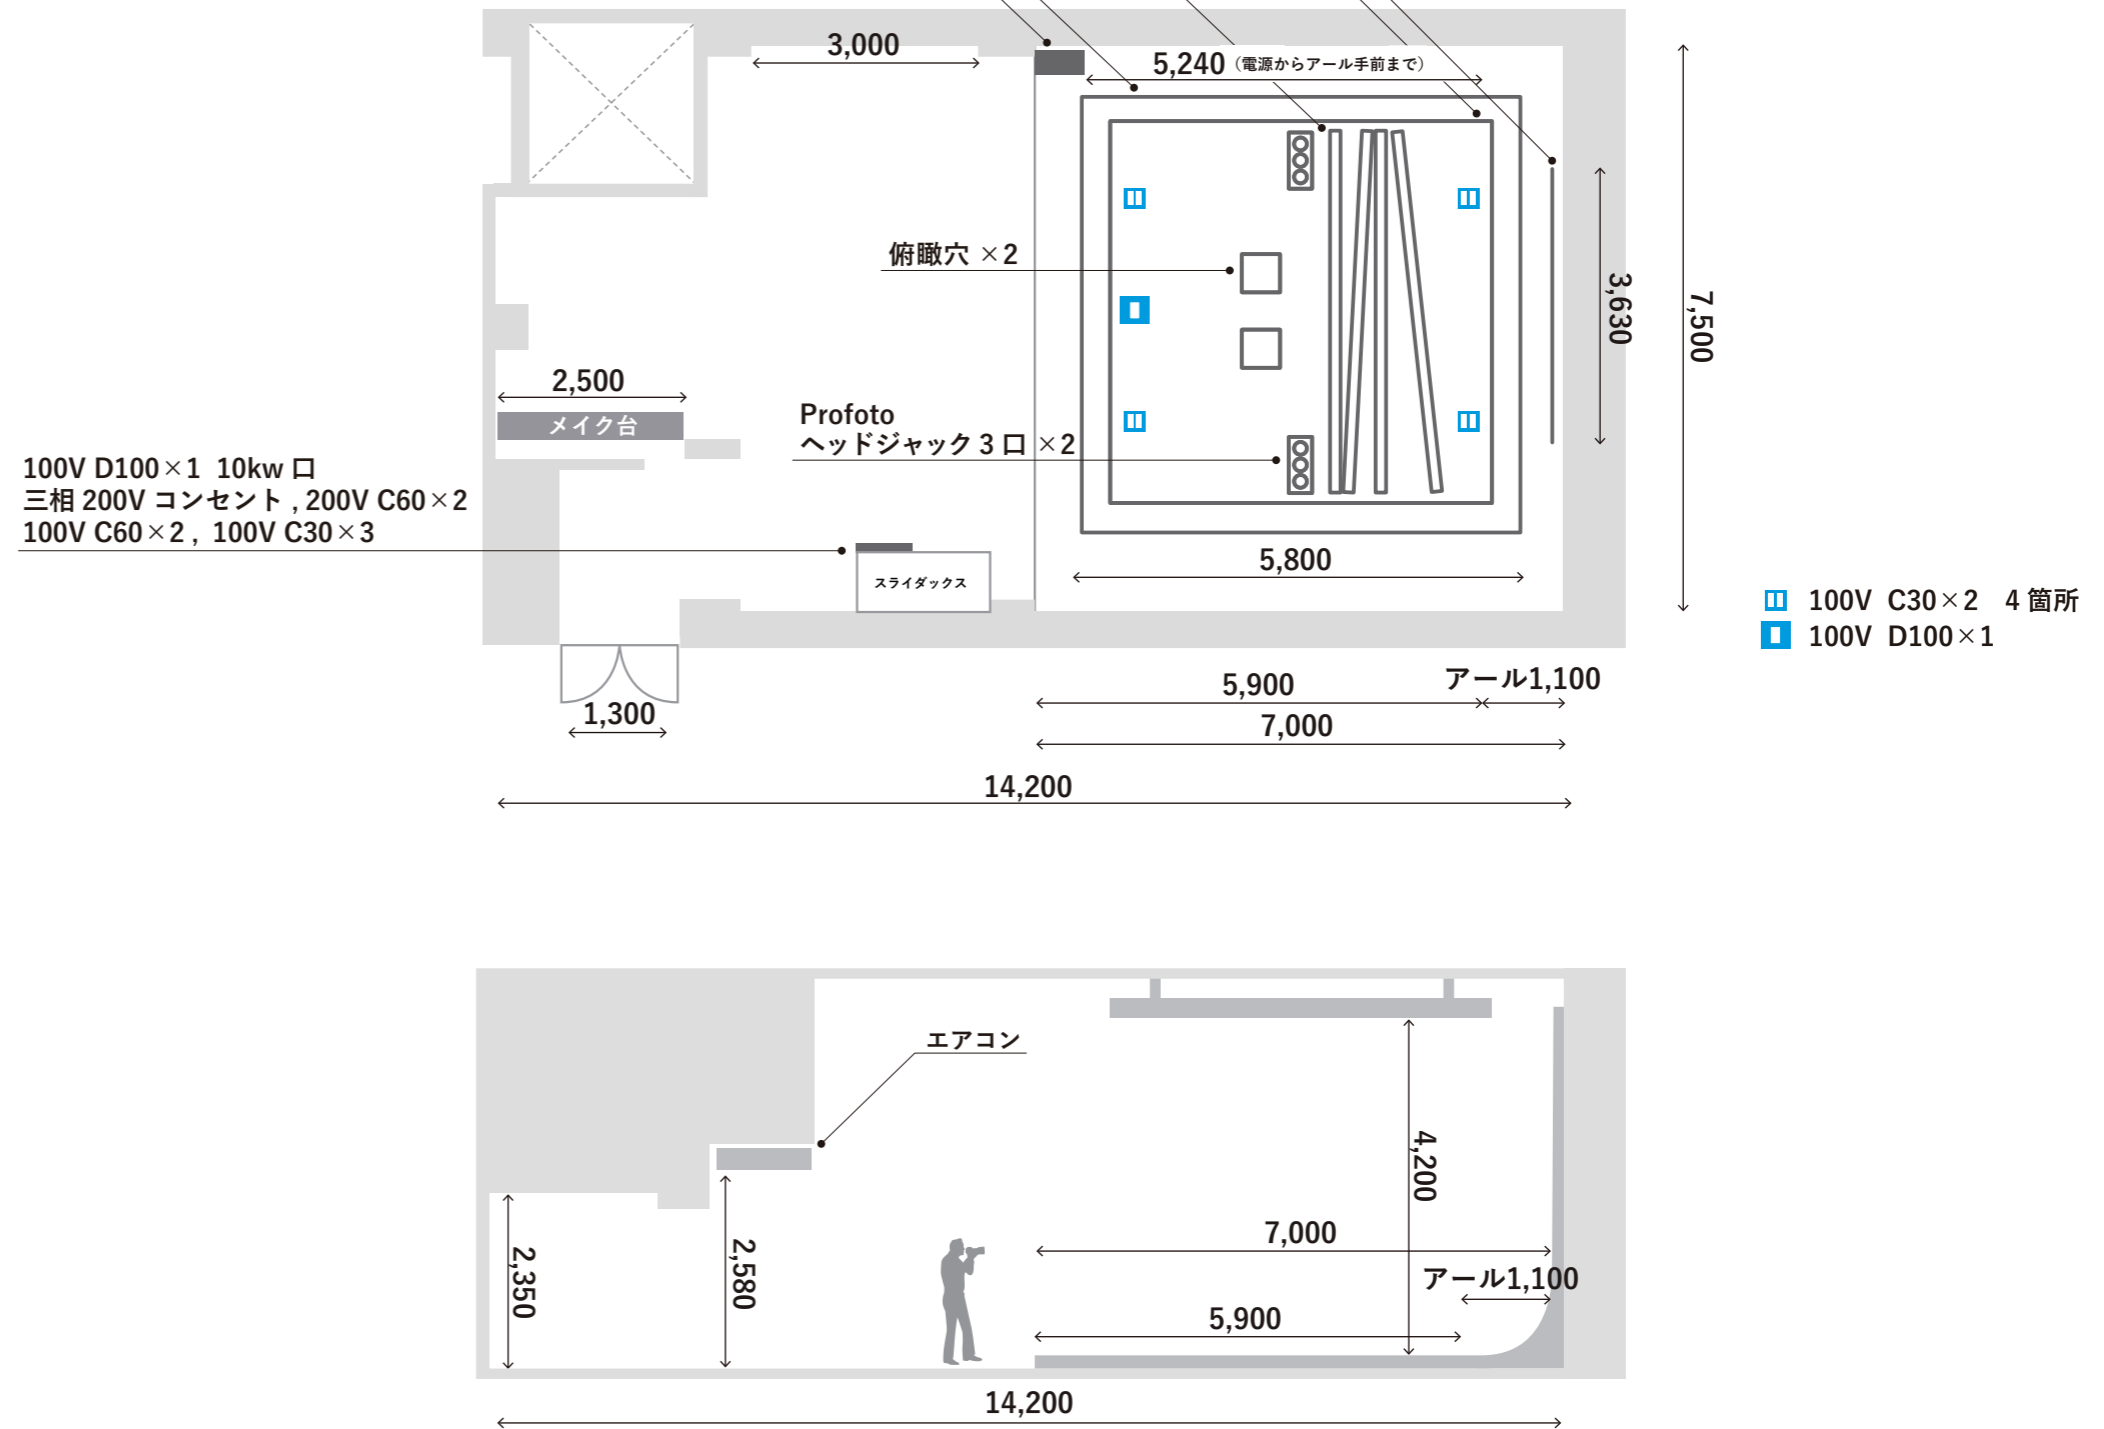 3,000
5,240（電源からアール手前まで）
俯瞰穴 ×2
3,630
7,500
2,500
メイク台
Profoto
ヘッドジャック 3 口 ×2
100V D100×1 10kw 口
三相 200V コンセント , 200V C60×2
100V C60×2 , 100V C30×3
スライダックス
5,800
100V C30×2 4 箇所
100V D100×1
1,300
5,900
アール1,100
7,000
14,200
エアコン
4,200
2,350
2,580
7,000
アール1,100
5,900
14,200